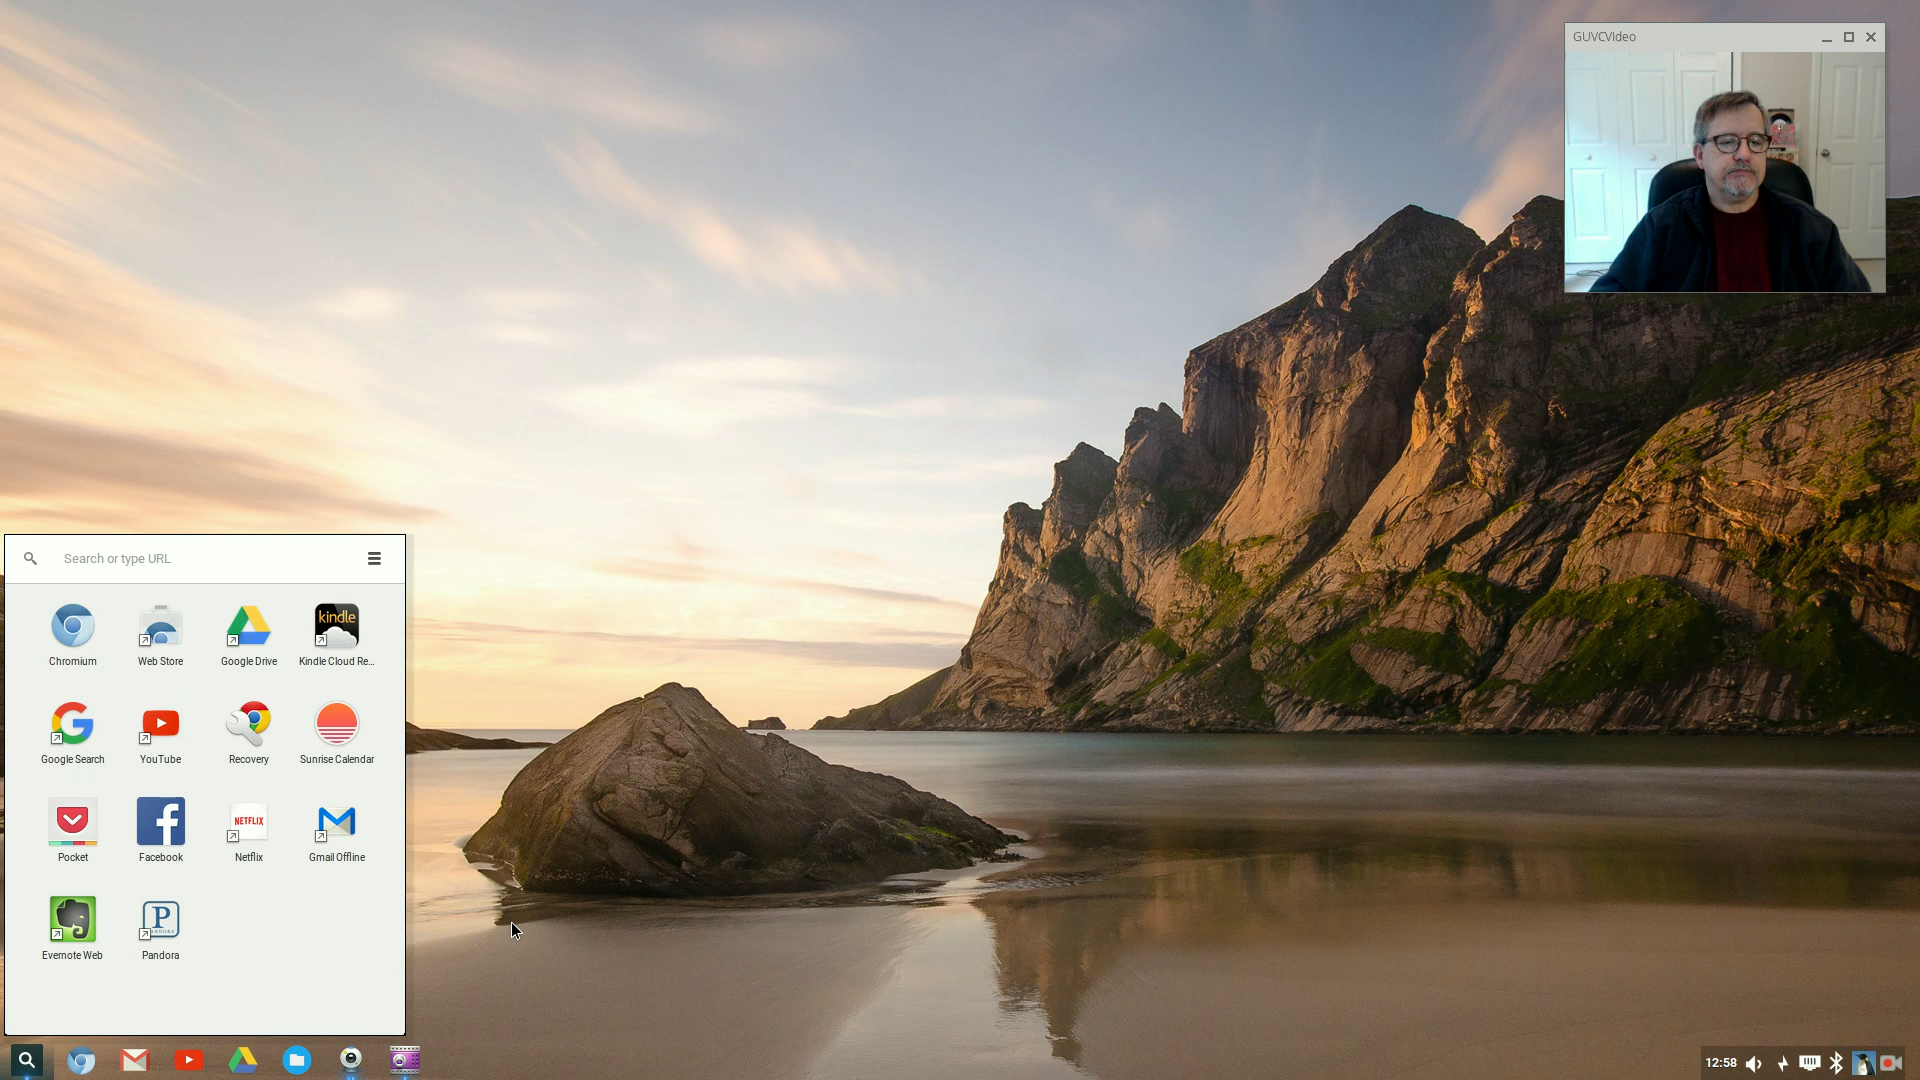 GUVCVIdeo
Search or type URL
kindle
Chromium
Web Store
Google Drive
Kindle Cloud Re...
Google Search
YouTube
Recovery
Sunrise Calendar
NETFLIX
Pocket
Facebook
Netflix
Gmail Offline
P
PANDORA
Evernote Web
Pandora
12:58